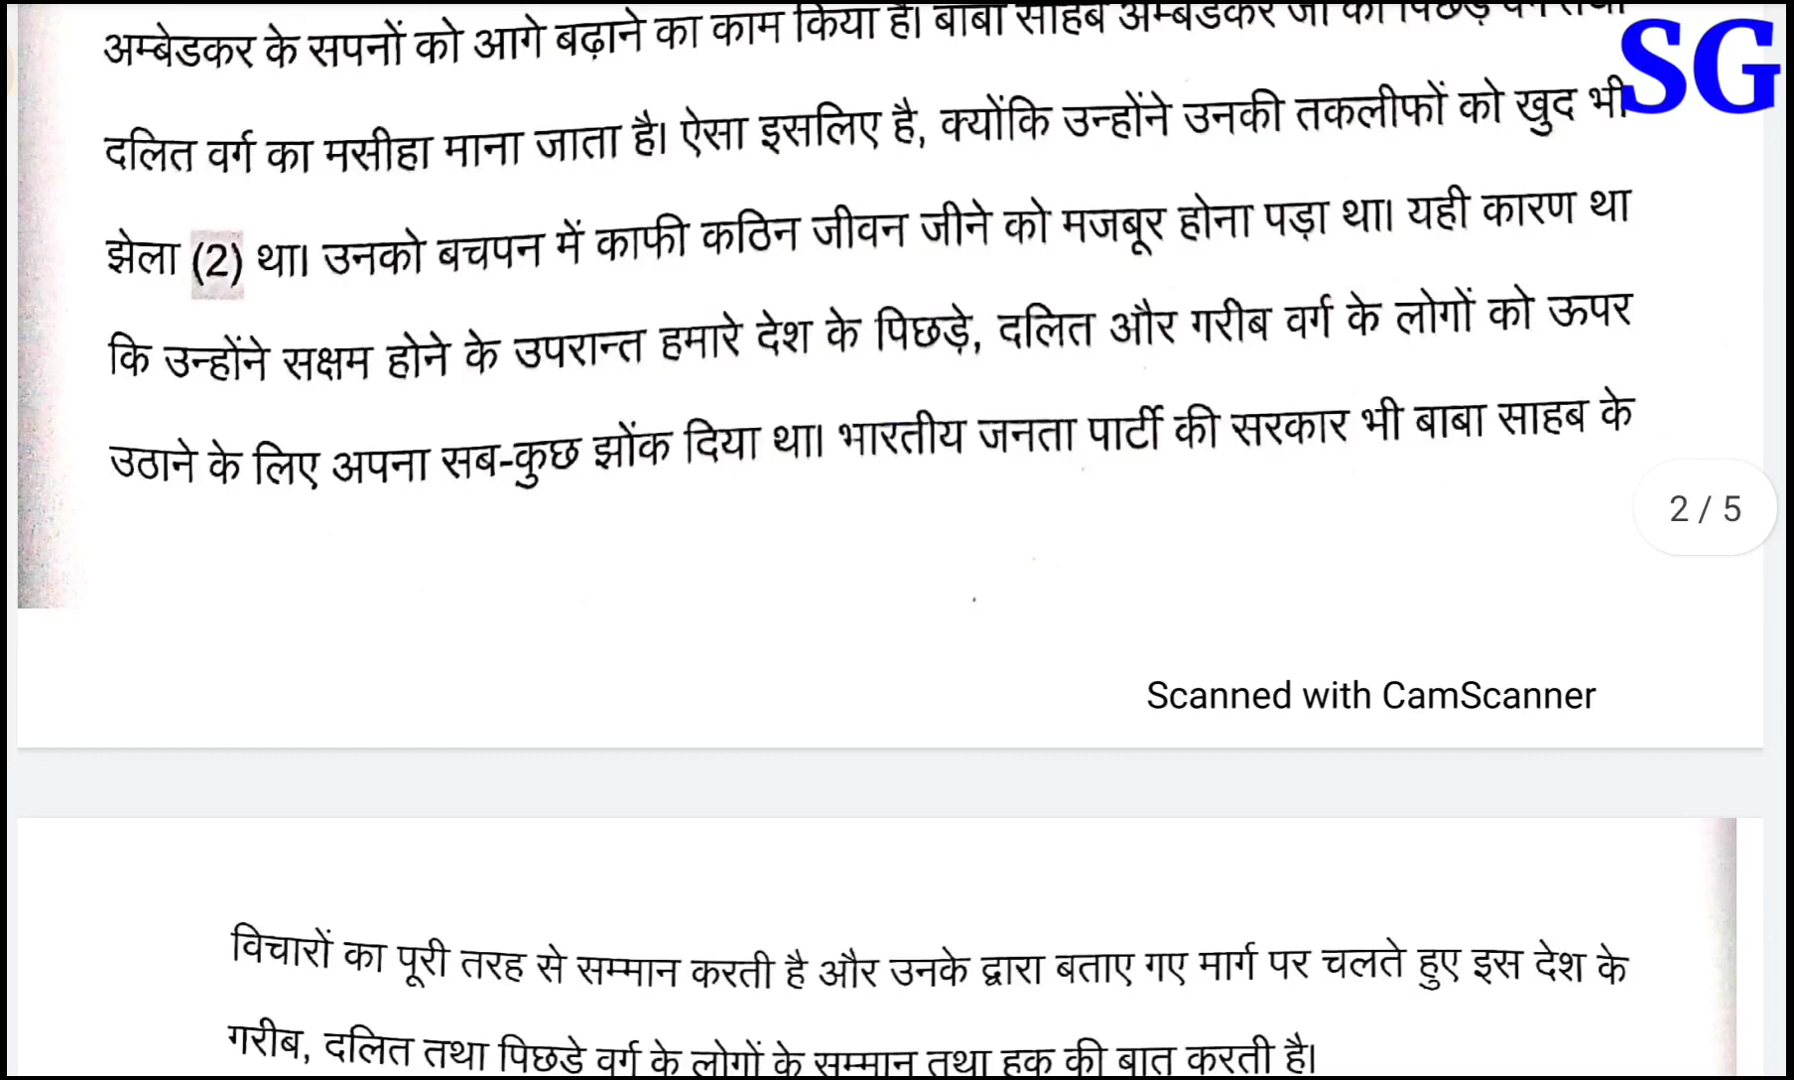 अम्बेडकर के सपनों को आगे बढ़ाने का काम किया है। बाबा साहब अम्बेडकर जी को पिछड़े वर्ग तथा
SG
दलित वर्ग का मसीहा माना जाता है। ऐसा इसलिए है, क्योंकि उन्होंने उनकी तकलीफों को खुद भी
झेला (2) था। उनको बचपन में काफी कठिन जीवन जीने को मजबूर होना पड़ा था। यही कारण था
कि उन्होंने सक्षम होने के उपरान्त हमारे देश के पिछड़े, दलित और गरीब वर्ग के लोगों को ऊपर
उठाने के लिए अपना सब-कुछ झोंक दिया था। भारतीय जनता पार्टी की सरकार भी बाबा साहब के
2 / 5
Scanned with CamScanner
विचारों का पूरी तरह से सम्मान करती है और उनके द्वारा बताए गए मार्ग पर चलते हुए इस देश के
गरीब, दलित तथा पिछडे वर्ग के लोगों के सम्मान तथा हक की बात करती है।